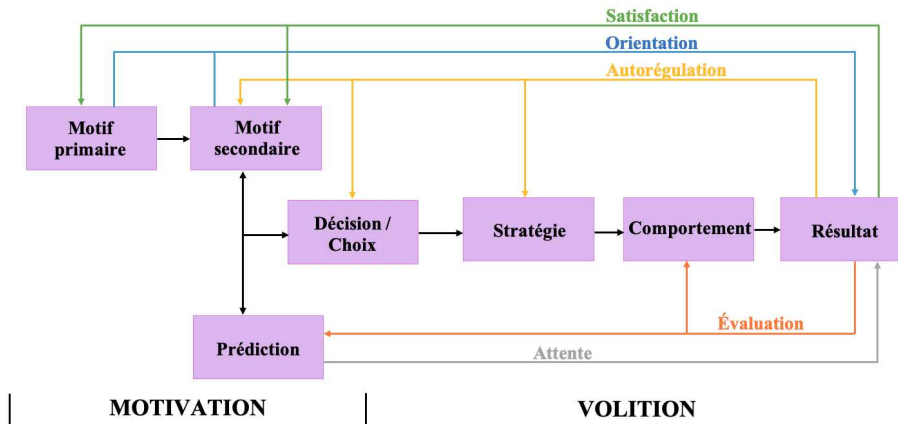 Satisfaction
Orientation
Autorégulation
Motif
primaire
Motif
secondaire
Décision /
Choix
Stratégie
Comportement
Résultat
Évaluation
Prédiction
Attente
MOTIVATION
VOLITION